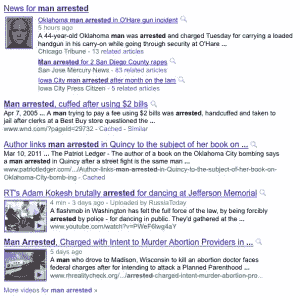 News for man arrested
Oklahoma man arrested in O'Hare gun incident
5 hours ago
A 44-year-old Oklahoma man was arrested and charged Tuesday for carrying a loaded
handgun in his carry-on while going through security at O'Hare ...
Chicago Tribune - 13 related articles
Man arrested for 2 San Diego County rapes
San Jose Mercury News - 83 related articles
Iowa City man arrested after month on the lam
Iowa City Press Citizen - 5 related articles
Man arrested, cuffed after using $2 bills
Apr 7, 2005 ... A man trying to pay a fee using $2 bills was arrested, handcuffed and taken to
jail after clerks at a Best Buy store questioned the ...
www.wnd.com/?pageId=29732 - Cached - Similar
Author links man arrested in Quincy to the subject of her book on ...
Mar 10, 2011 ... The Patriot Ledger - The author of a book on the Oklahoma City bombing says
a man arrested in Quincy after a street fight is the same man ...
www.patriotledger.com/.../Author-links-man-arrested-in-Quincy-to-the-subject-of-her-book-on-
Oklahoma-City-bomb-ing - Cached
RT's Adam Kokesh brutally arrested for dancing at Jefferson Memorial
4 min - 3 days ago - Uploaded by RussiaToday
A flashmob in Washington has felt the full force of the law, by being forcibly
arrested by police - for dancing in public. They'd gathered at the ...
www.youtube.com/watch?v=PWeF6lwg4aY
Man Arrested, Charged with Intent to Murder Abortion Providers in ...
5 days ago
A man who drove to Madison, Wisconsin to kill an abortion doctor faces
federal charges after for intending to attack a Planned Parenthood ...
www.rhrealitycheck.org/.../man-arrested-charged-intent-murder-abortion-pro...
More videos for man arrested »